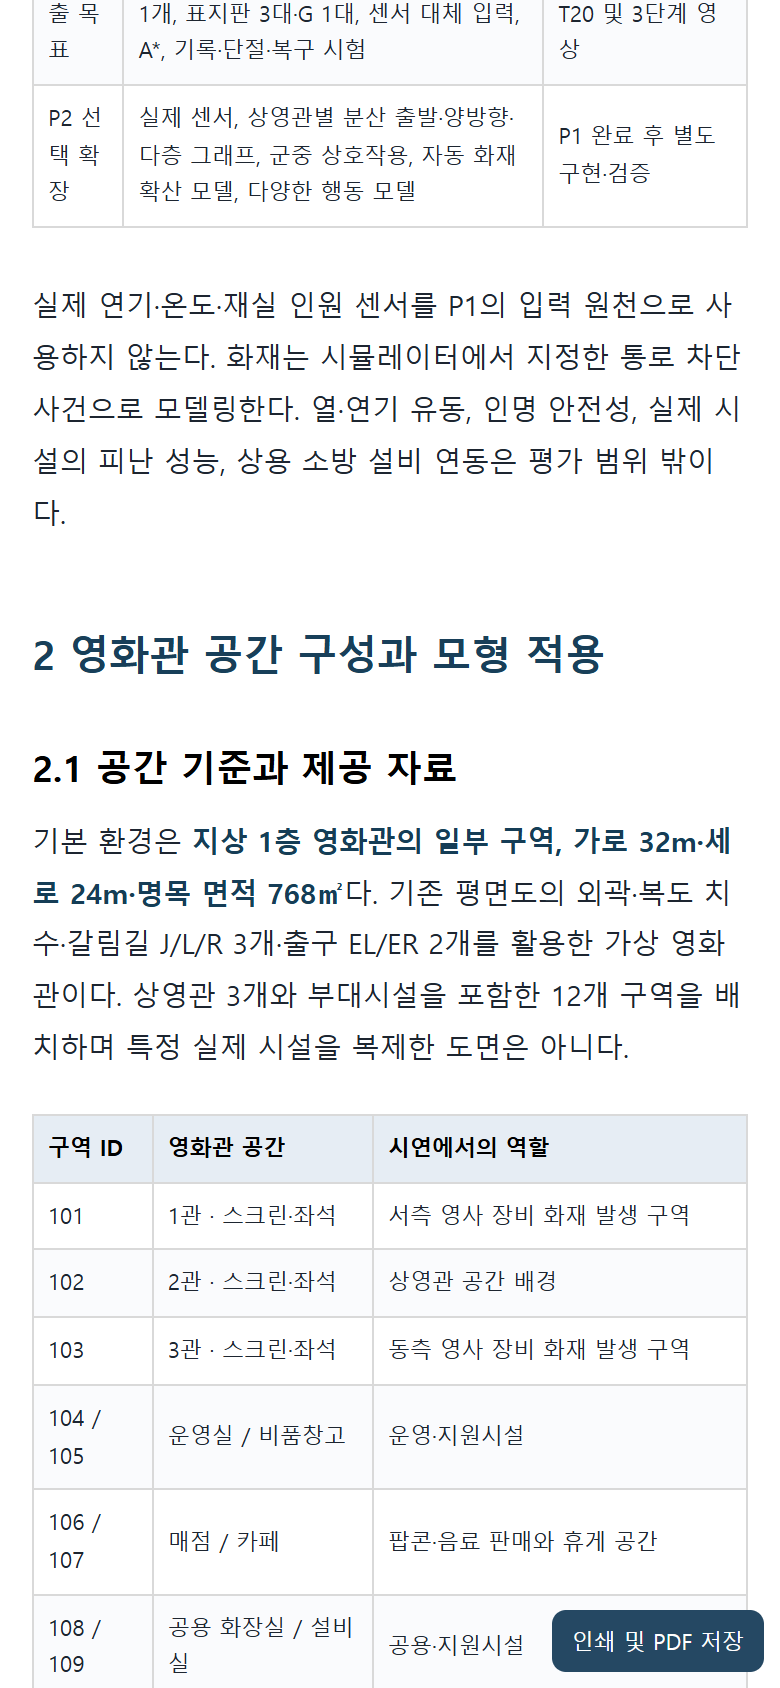 출 목
표
1개, 표지판 3대·G 1대, 센서 대체 입력,
A*, 기록·단절·복구 시험
T20 및 3단계 영
상
P2 선
택 확
장
실제 센서, 상영관별 분산 출발·양방향·
다층 그래프, 군중 상호작용, 자동 화재
확산 모델, 다양한 행동 모델
P1 완료 후 별도
구현·검증
실제 연기·온도·재실 인원 센서를 P1의 입력 원천으로 사
용하지 않는다. 화재는 시뮬레이터에서 지정한 통로 차단
사건으로 모델링한다. 열·연기 유동, 인명 안전성, 실제 시
설의 피난 성능, 상용 소방 설비 연동은 평가 범위 밖이
다.
2 영화관 공간 구성과 모형 적용
2.1 공간 기준과 제공 자료
기본 환경은 지상 1층 영화관의 일부 구역, 가로 32m·세
로 24m·명목 면적 768㎡다. 기존 평면도의 외곽·복도 치
수·갈림길 J/L/R 3개·출구 EL/ER 2개를 활용한 가상 영화
관이다. 상영관 3개와 부대시설을 포함한 12개 구역을 배
치하며 특정 실제 시설을 복제한 도면은 아니다.
구역 ID
영화관 공간
시연에서의 역할
101
1관 · 스크린·좌석
서측 영사 장비 화재 발생 구역
102
2관 · 스크린·좌석
상영관 공간 배경
103
3관 · 스크린·좌석
동측 영사 장비 화재 발생 구역
104 /
105
운영실 / 비품창고
운영·지원시설
106 /
107
매점 / 카페
팝콘·음료 판매와 휴게 공간
108 /
109
공용 화장실 / 설비
실
공용·지원시설
인쇄 및 PDF 저장